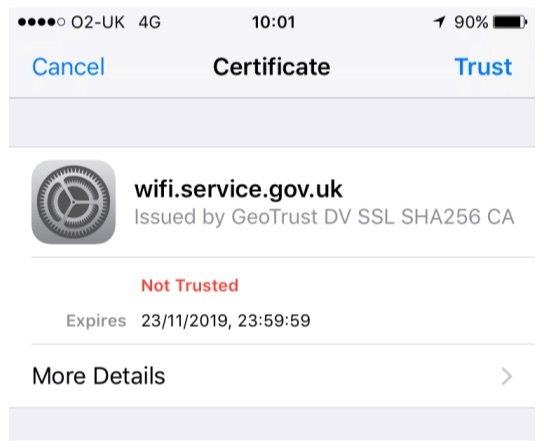 O2-UK 4G 10:01 90%
Cancel Certificate Trust
wifi.service.gov.uk
Issued by GeoTrust DV SSL SHA256 CA
Not Trusted
Expires 23/11/2019, 23:59:59
More Details